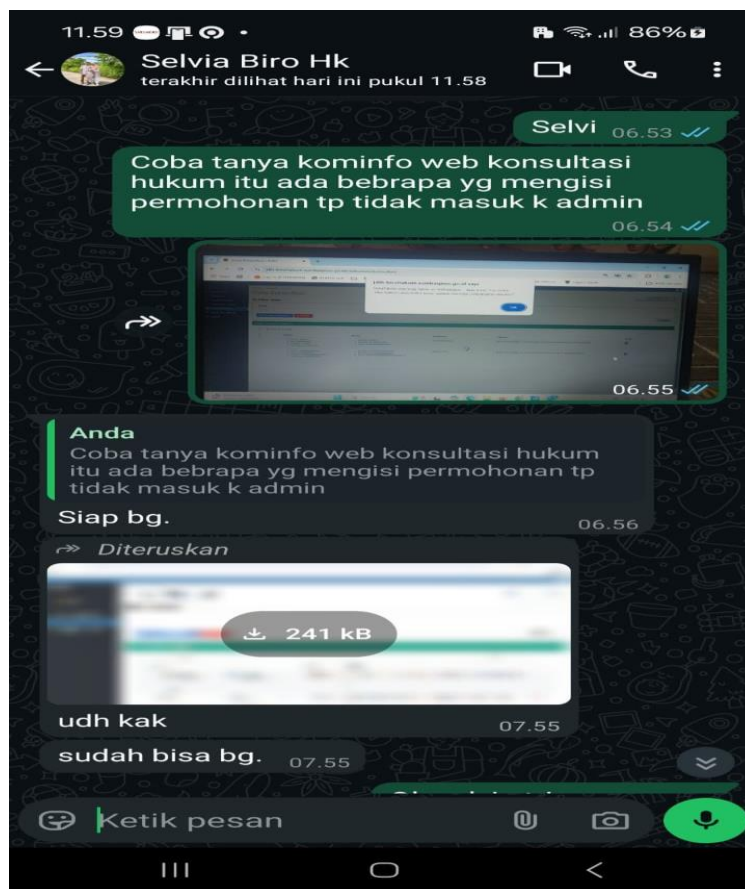 11.59
86%
Selvia Biro Hk
terakhir dilihat hari ini pukul 11.58
Selvi 06.53
Coba tanya kominfo web konsultasi
hukum itu ada bebrapa yg mengisi
permohonan tp tidak masuk k admin
06.54
06.55
Anda
Coba tanya kominfo web konsultasi hukum
itu ada bebrapa yg mengisi permohonan tp
tidak masuk k admin
Siap bg. 06.56
Diteruskan
241 kB
udh kak 07.55
sudah bisa bg. 07.55
Ketik pesan